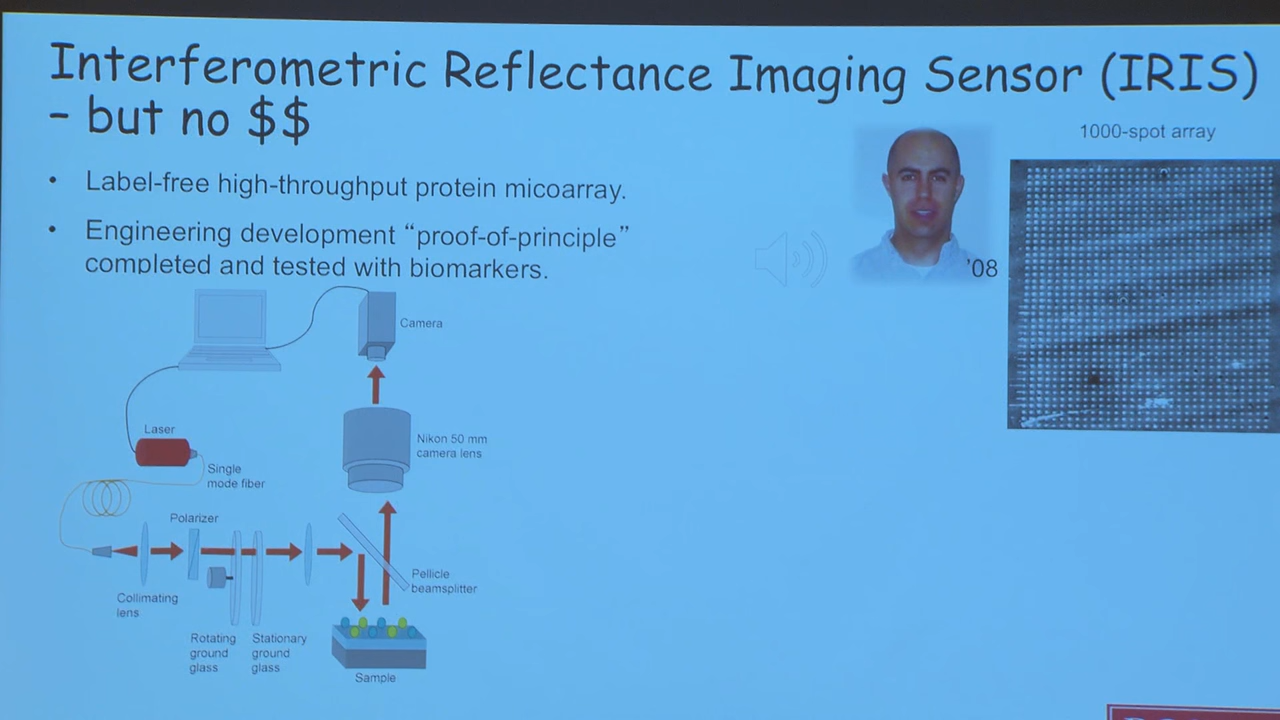 Interferometric Reflectance Imaging Sensor (IRIS)
– but no $$
1000-spot array
• Label-free high-throughput protein micoarray.
• Engineering development “proof-of-principle”
completed and tested with biomarkers.
'08
Camera
Laser
Nikon 50 mm
camera lens
Single
mode fiber
Polarizer
Pellicle
beamsplitter
Collimating
lens
Rotating
ground
glass
Stationary
ground
glass
Sample